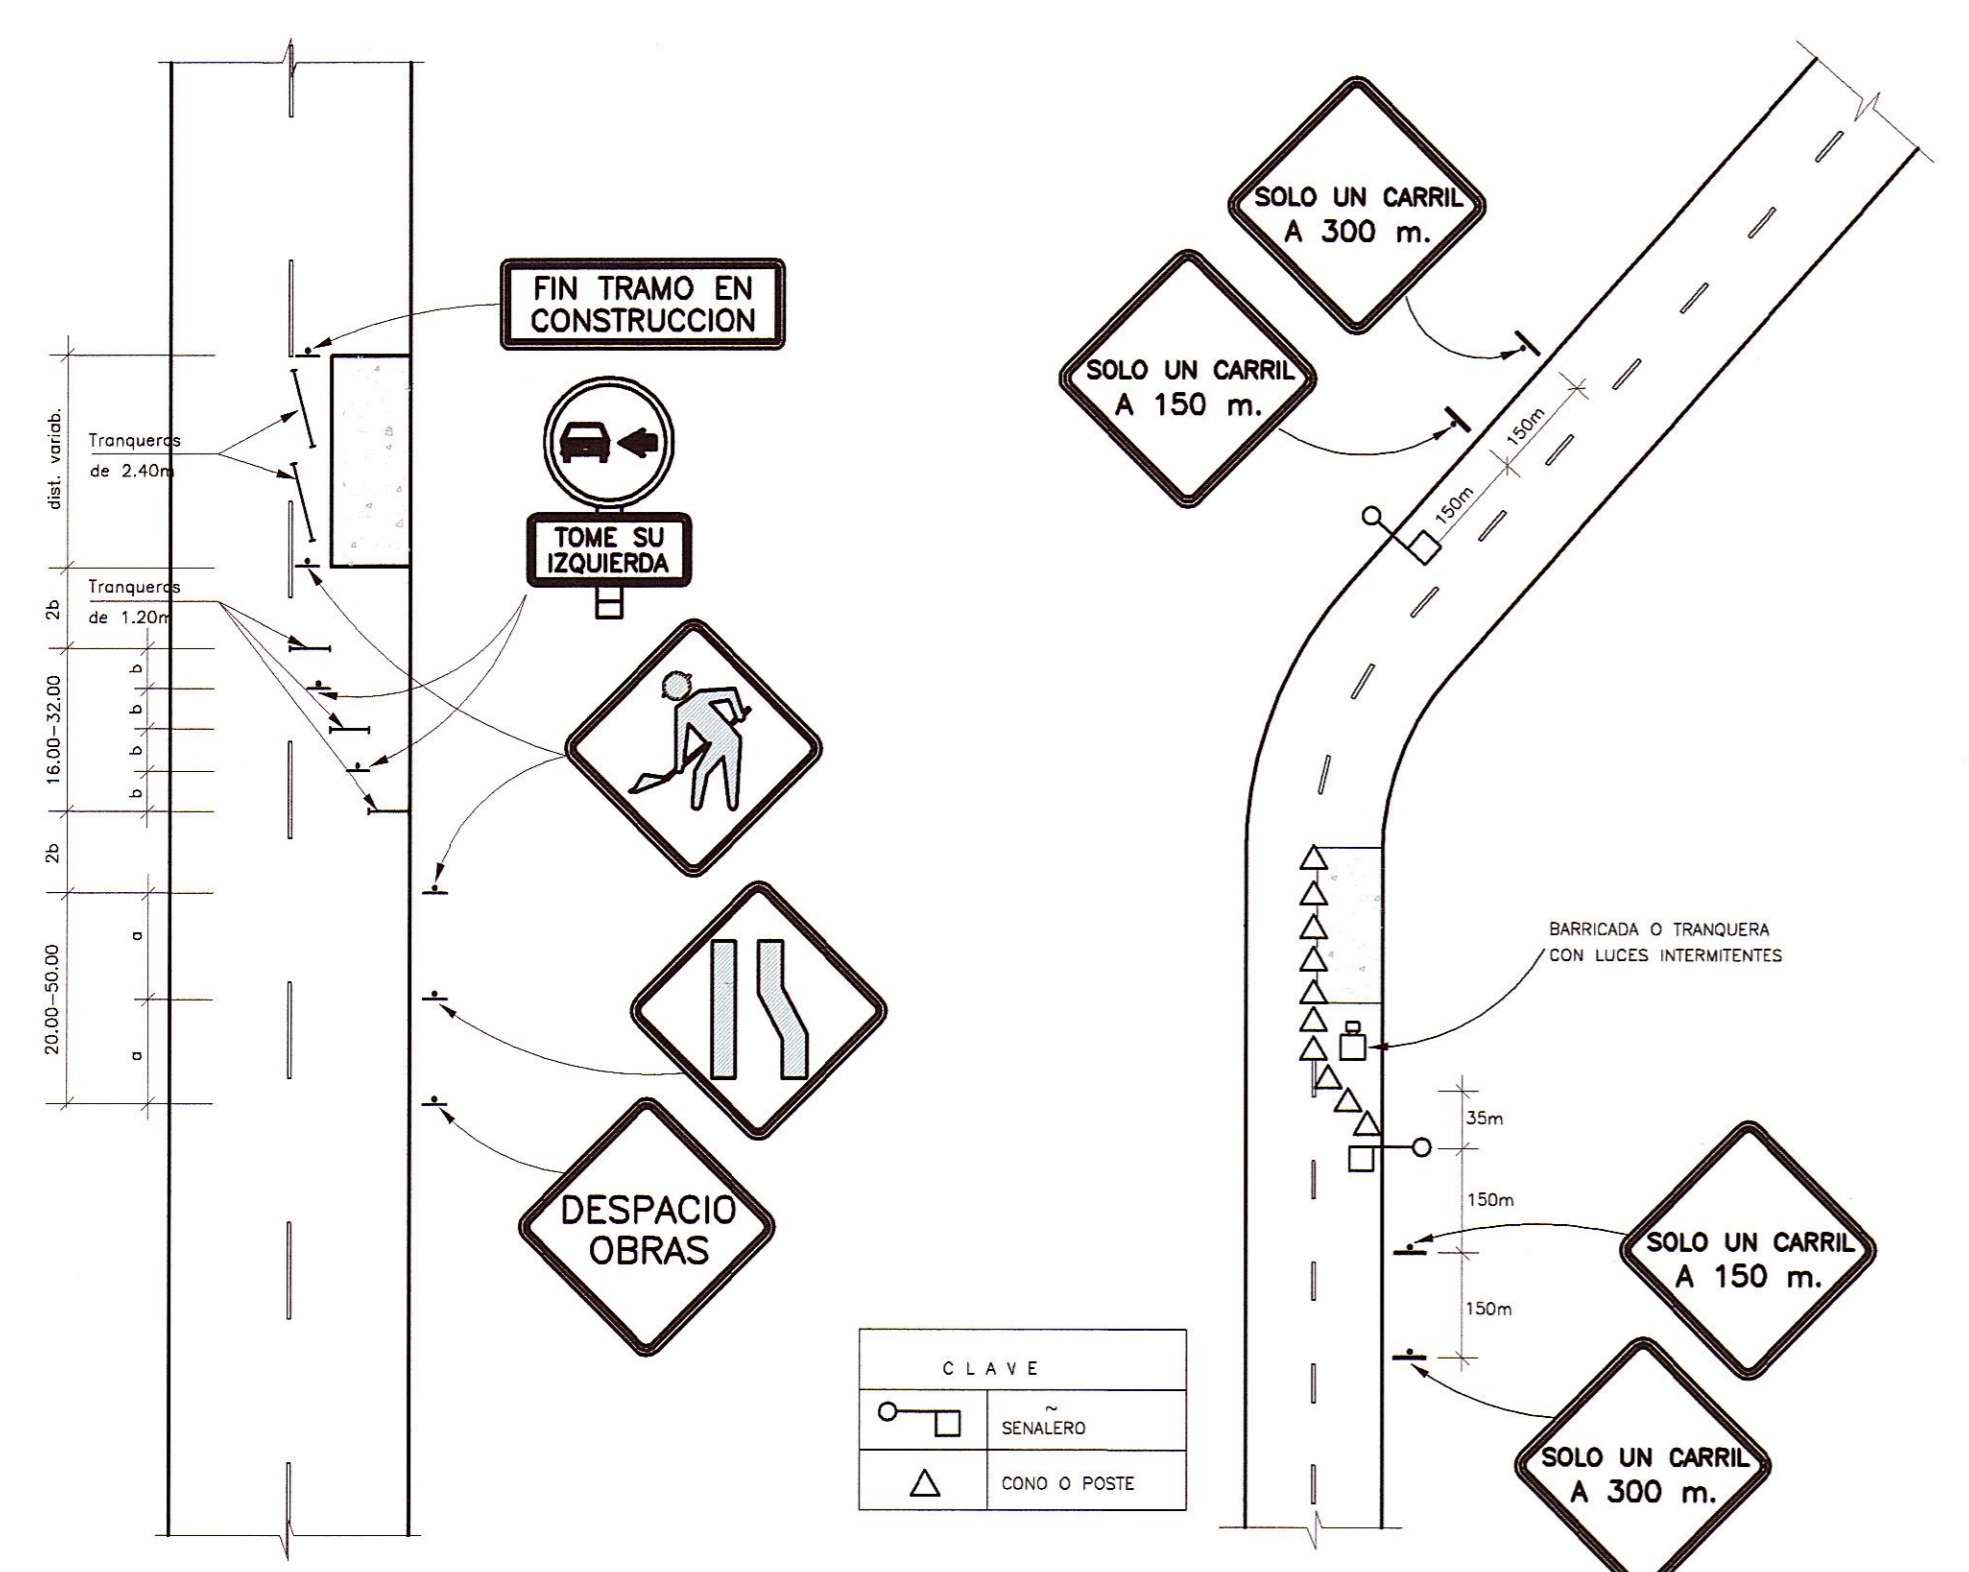 FIN TRAMO EN
CONSTRUCCION
TOME SU
IZQUIERDA
Tranqueras
de 2.40m
Tranqueras
de 1.20m
dist. variab.
2b
16.00-32.00
2b
20.00-50.00
b
b
b
b
a
a
DESPACIO
OBRAS
SOLO UN CARRIL
A 300 m.
SOLO UN CARRIL
A 150 m.
150m
150m
BARRICADA O TRANQUERA
CON LUCES INTERMITENTES
35m
150m
150m
SOLO UN CARRIL
A 150 m.
SOLO UN CARRIL
A 300 m.
CLAVE
SEÑALERO
CONO O POSTE